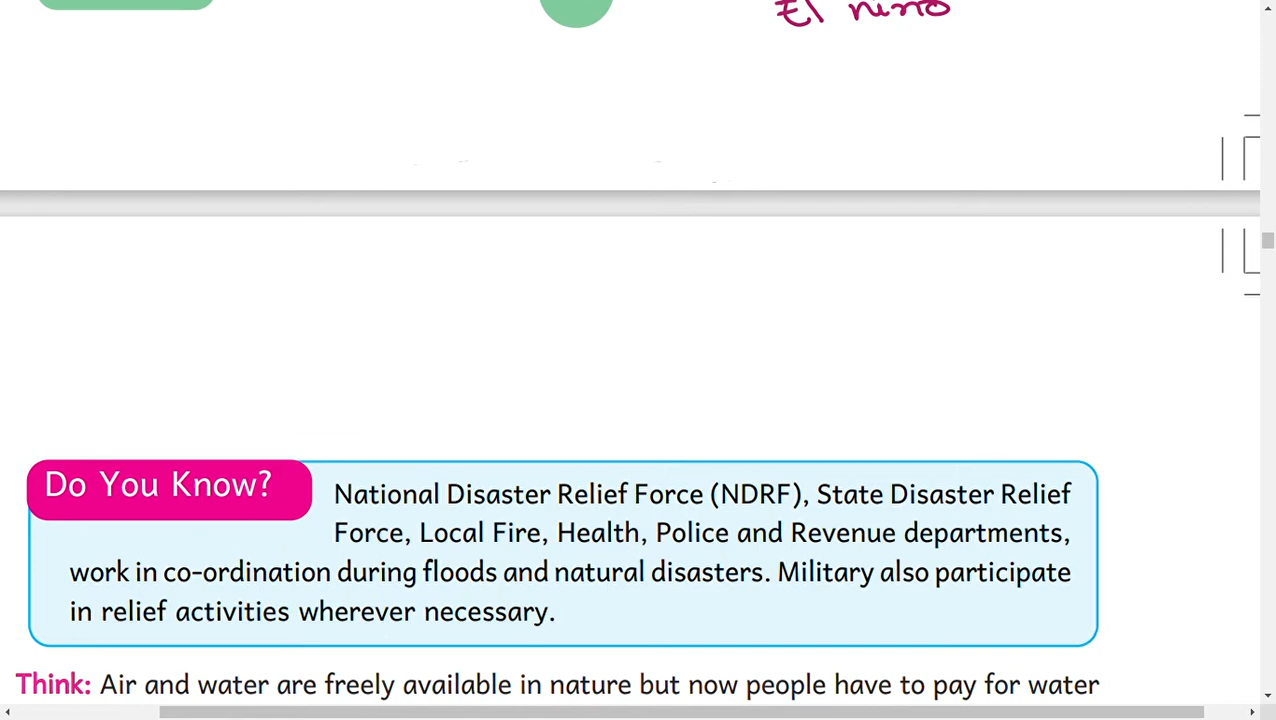 El nino
Do You Know?
National Disaster Relief Force (NDRF), State Disaster Relief
Force, Local Fire, Health, Police and Revenue departments,
work in co-ordination during floods and natural disasters. Military also participate
in relief activities wherever necessary.
Think: Air and water are freely available in nature but now people have to pay for water